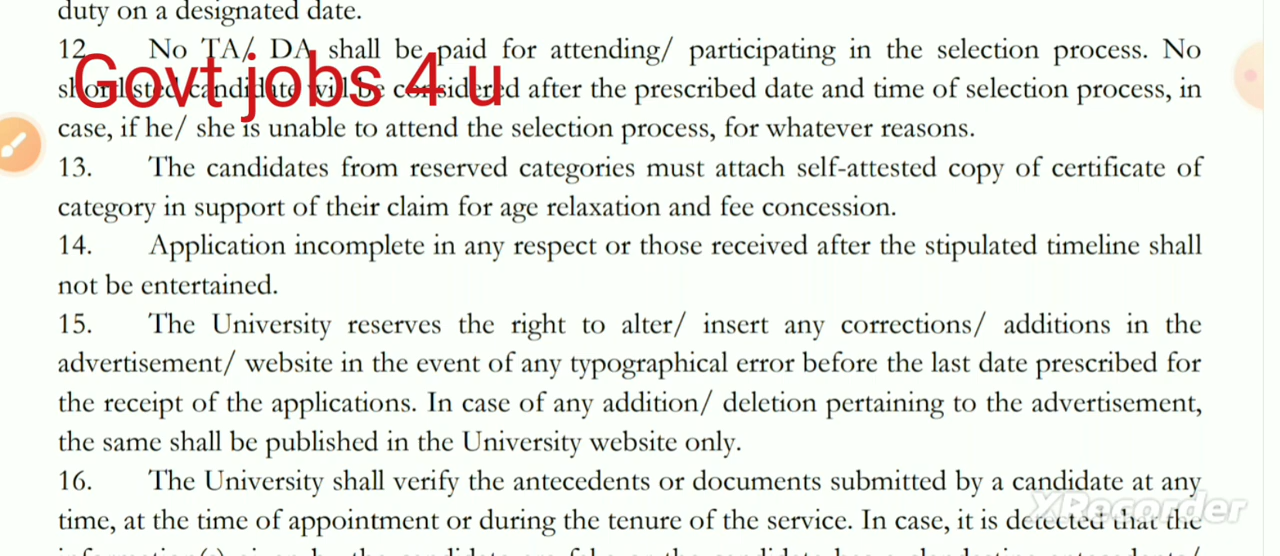 duty on a designated date.
12. No TA/ DA shall be paid for attending/ participating in the selection process. No
Govt jobs 4 u
shortlisted candidate will be considered after the prescribed date and time of selection process, in
case, if he/ she is unable to attend the selection process, for whatever reasons.
13. The candidates from reserved categories must attach self-attested copy of certificate of
category in support of their claim for age relaxation and fee concession.
14. Application incomplete in any respect or those received after the stipulated timeline shall
not be entertained.
15. The University reserves the right to alter/ insert any corrections/ additions in the
advertisement/ website in the event of any typographical error before the last date prescribed for
the receipt of the applications. In case of any addition/ deletion pertaining to the advertisement,
the same shall be published in the University website only.
16. The University shall verify the antecedents or documents submitted by a candidate at any
XRecorder
time, at the time of appointment or during the tenure of the service. In case, it is detected that the